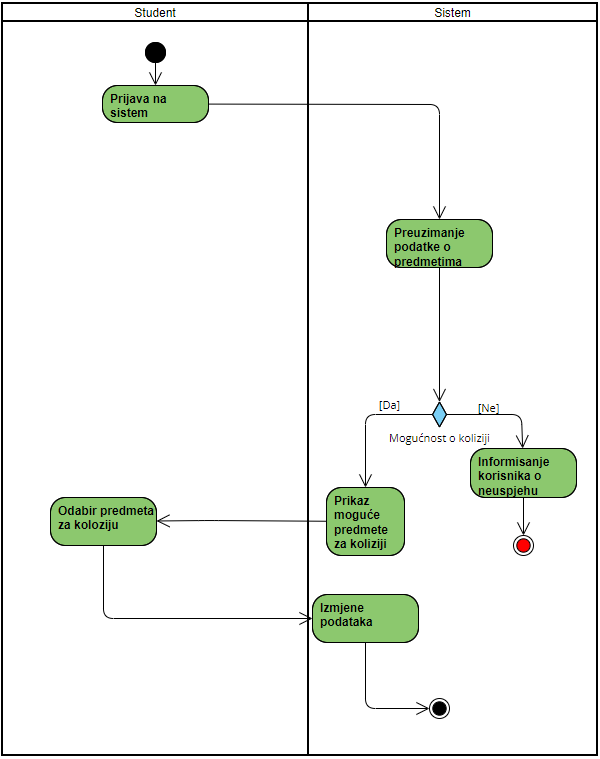 Student
Sistem
Prijava na
sistem
Preuzimanje
podatke o
predmetima
[Da]
[Ne]
Mogućnost o koliziji
Informisanje
korisnika o
neuspjehu
Prikaz
moguće
predmete
za koliziji
Odabir predmeta
za koloziju
Izmjene
podataka